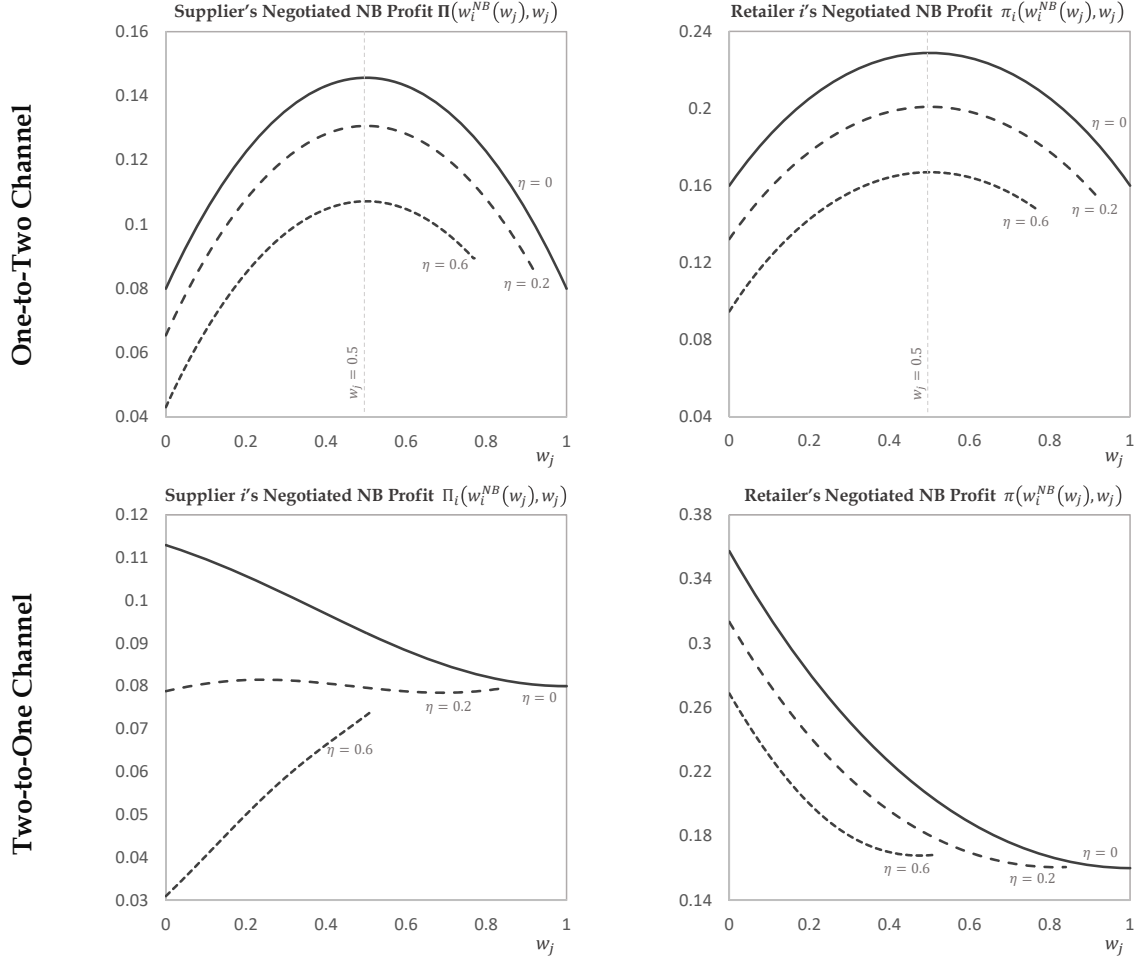 One-to-Two Channel
Supplier's Negotiated NB Profit Π(w_i^{NB}(w_j), w_j)
0.16
0.14
0.12
0.1
0.08
0.06
0.04
0
0.2
0.4
0.6
0.8
1
w_j
η = 0
η = 0.6
η = 0.2
w_j = 0.5
Retailer i's Negotiated NB Profit π_i(w_i^{NB}(w_j), w_j)
0.24
0.2
0.16
0.12
0.08
0.04
0
0.2
0.4
0.6
0.8
1
w_j
η = 0
η = 0.2
η = 0.6
w_j = 0.5
Two-to-One Channel
Supplier i's Negotiated NB Profit Π_i(w_i^{NB}(w_j), w_j)
0.12
0.11
0.1
0.09
0.08
0.07
0.06
0.05
0.04
0.03
0
0.2
0.4
0.6
0.8
1
w_j
η = 0
η = 0.2
η = 0.6
Retailer's Negotiated NB Profit π(w_i^{NB}(w_j), w_j)
0.38
0.34
0.3
0.26
0.22
0.18
0.14
0
0.2
0.4
0.6
0.8
1
w_j
η = 0
η = 0.6
η = 0.2